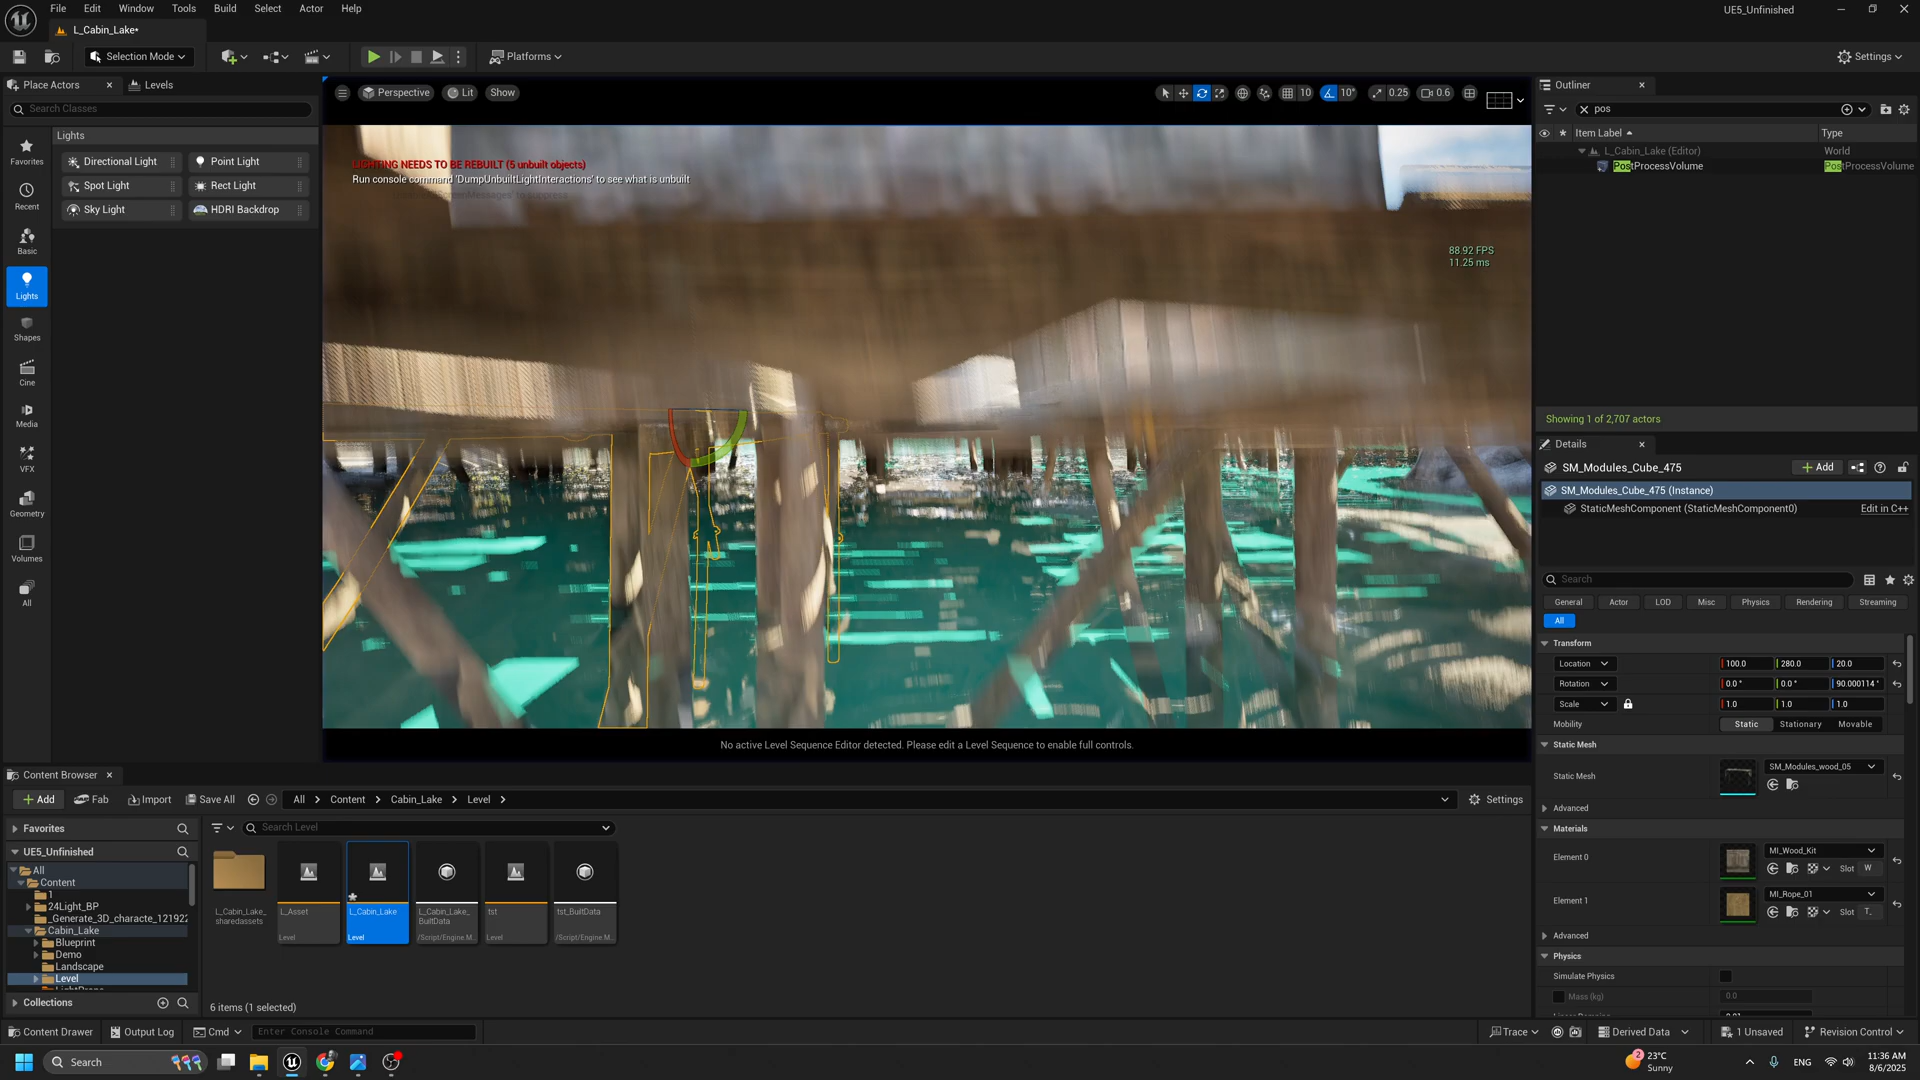 File Edit Window Tools Build Select Actor Help
UE5_Unfinished
L_Cabin_Lake*
Selection Mode
Platforms
Settings
Place Actors
Levels
Search Classes
Lights
Favorites
Recent
Basic
Lights
Shapes
Cine
Media
VFX
Geometry
Volumes
All
Directional Light
Point Light
Spot Light
Rect Light
Sky Light
HDRI Backdrop
Perspective
Lit
Show
10
10°
0.25
0.6
LIGHTING NEEDS TO BE REBUILT (5 unbuilt objects)
Run console command 'DumpUnbuiltLightInteractions' to see what is unbuilt
88.92 FPS
11.25 ms
No active Level Sequence Editor detected. Please edit a Level Sequence to enable full controls.
Outliner
pos
Item Label
Type
L_Cabin_Lake (Editor)
World
PostProcessVolume
PostProcessVolume
Showing 1 of 2,707 actors
Details
SM_Modules_Cube_475
Add
SM_Modules_Cube_475 (Instance)
StaticMeshComponent (StaticMeshComponent0)
Edit in C++
Search
General Actor LOD Misc Physics Rendering Streaming
All
Transform
Location 100.0 280.0 20.0
Rotation 0.0 ° 0.0 ° 90.000114 °
Scale 1.0 1.0 1.0
Mobility Static Stationary Movable
Static Mesh
Static Mesh
SM_Modules_wood_05
Advanced
Materials
Element 0
MI_Wood_Kit
Slot W
Element 1
MI_Rope_01
Slot T..
Advanced
Physics
Simulate Physics
Mass (kg) 0.0
Content Browser
Add
Fab
Import
Save All
All
Content
Cabin_Lake
Level
Settings
Favorites
UE5_Unfinished
All
Content
1
24Light_BP
_Generate_3D_characte_121922
Cabin_Lake
Blueprint
Demo
Landscape
Level
Collections
Search Level
L_Cabin_Lake_
sharedassets
L_Asset
Level
L_Cabin_Lake
Level
L_Cabin_Lake_
BuiltData
/Script/Engine.M...
tst
Level
tst_BuiltData
/Script/Engine.M...
6 items (1 selected)
Content Drawer
Output Log
Cmd
Enter Console Command
Trace
Derived Data
1 Unsaved
Revision Control
Search
2
23°C
Sunny
ENG
11:36 AM
8/6/2025